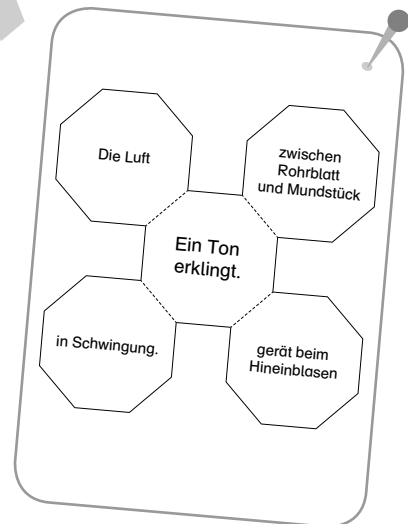 Die Luft
zwischen
Rohrblatt
und Mundstück
Ein Ton
erklingt.
in Schwingung.
gerät beim
Hineinblasen